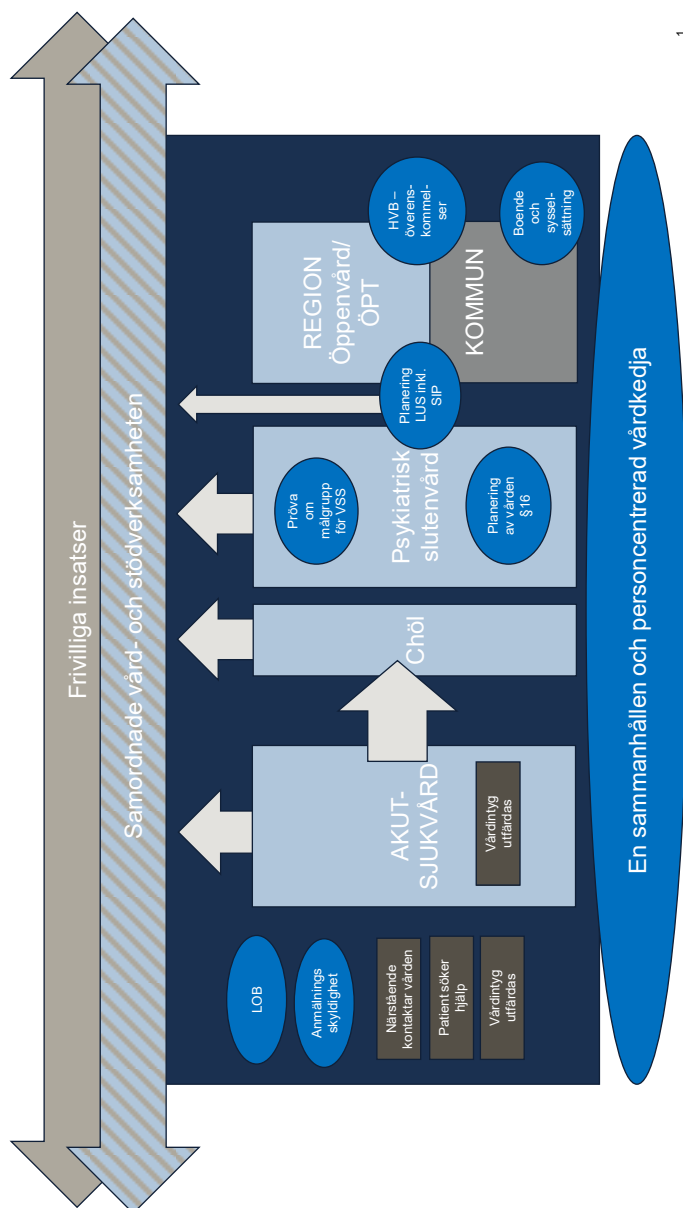 Frivilliga insatser
Samordnade vård- och stödverksamheten
LOB
Anmälnings
skyldighet
Närstående
kontaktar vården
Patient söker
hjälp
Vårdintyg
utfärdas
AKUT-
SJUKVÅRD
Vårdintyg
utfärdas
Chöl
Psykiatrisk
slutenvård
Pröva
om
målgrupp
för VSS
Planering
av vården
§16
Planering
LUS inkl.
SIP
REGION
Öppenvård/
ÖPT
KOMMUN
HVB –
överens-
kommel-
ser
Boende
och
syssel-
sättning
En sammanhållen och personcentrerad vårdkedja
1